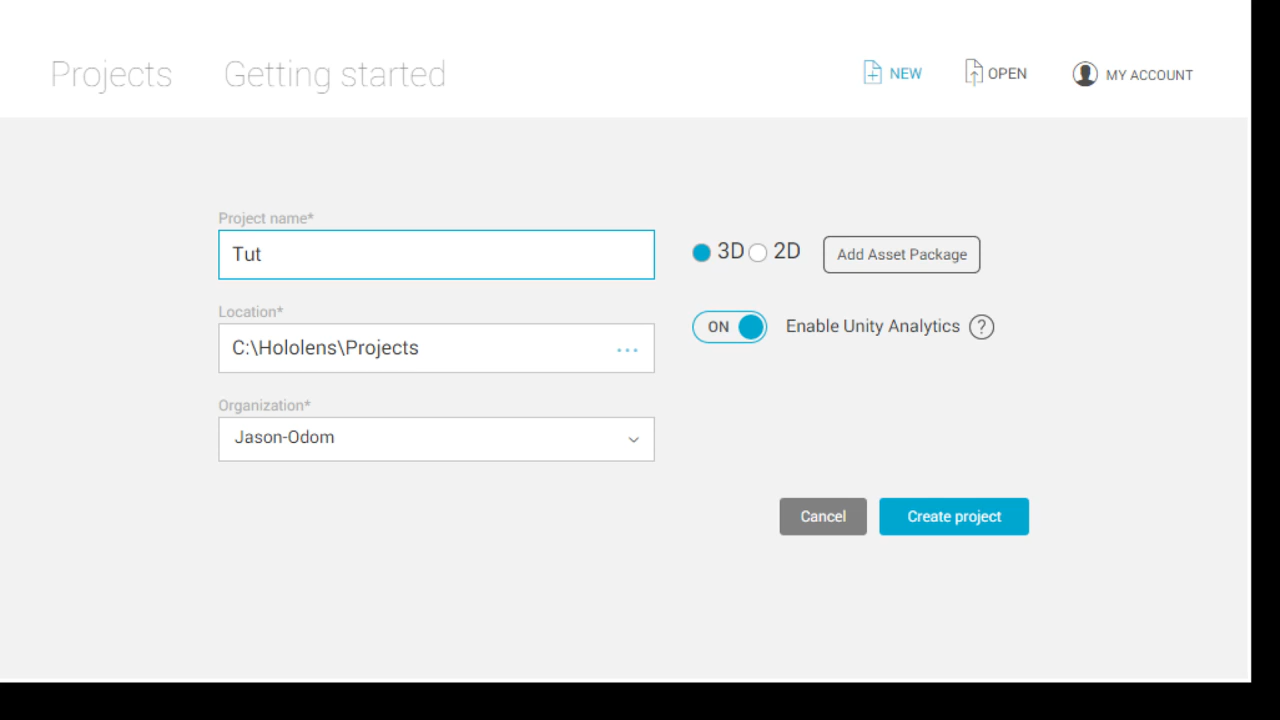 Projects Getting started NEW OPEN MY ACCOUNT
Project name*
Tut
3D 2D Add Asset Package
Location*
C:\Hololens\Projects ...
ON Enable Unity Analytics ?
Organization*
Jason-Odom
Cancel Create project